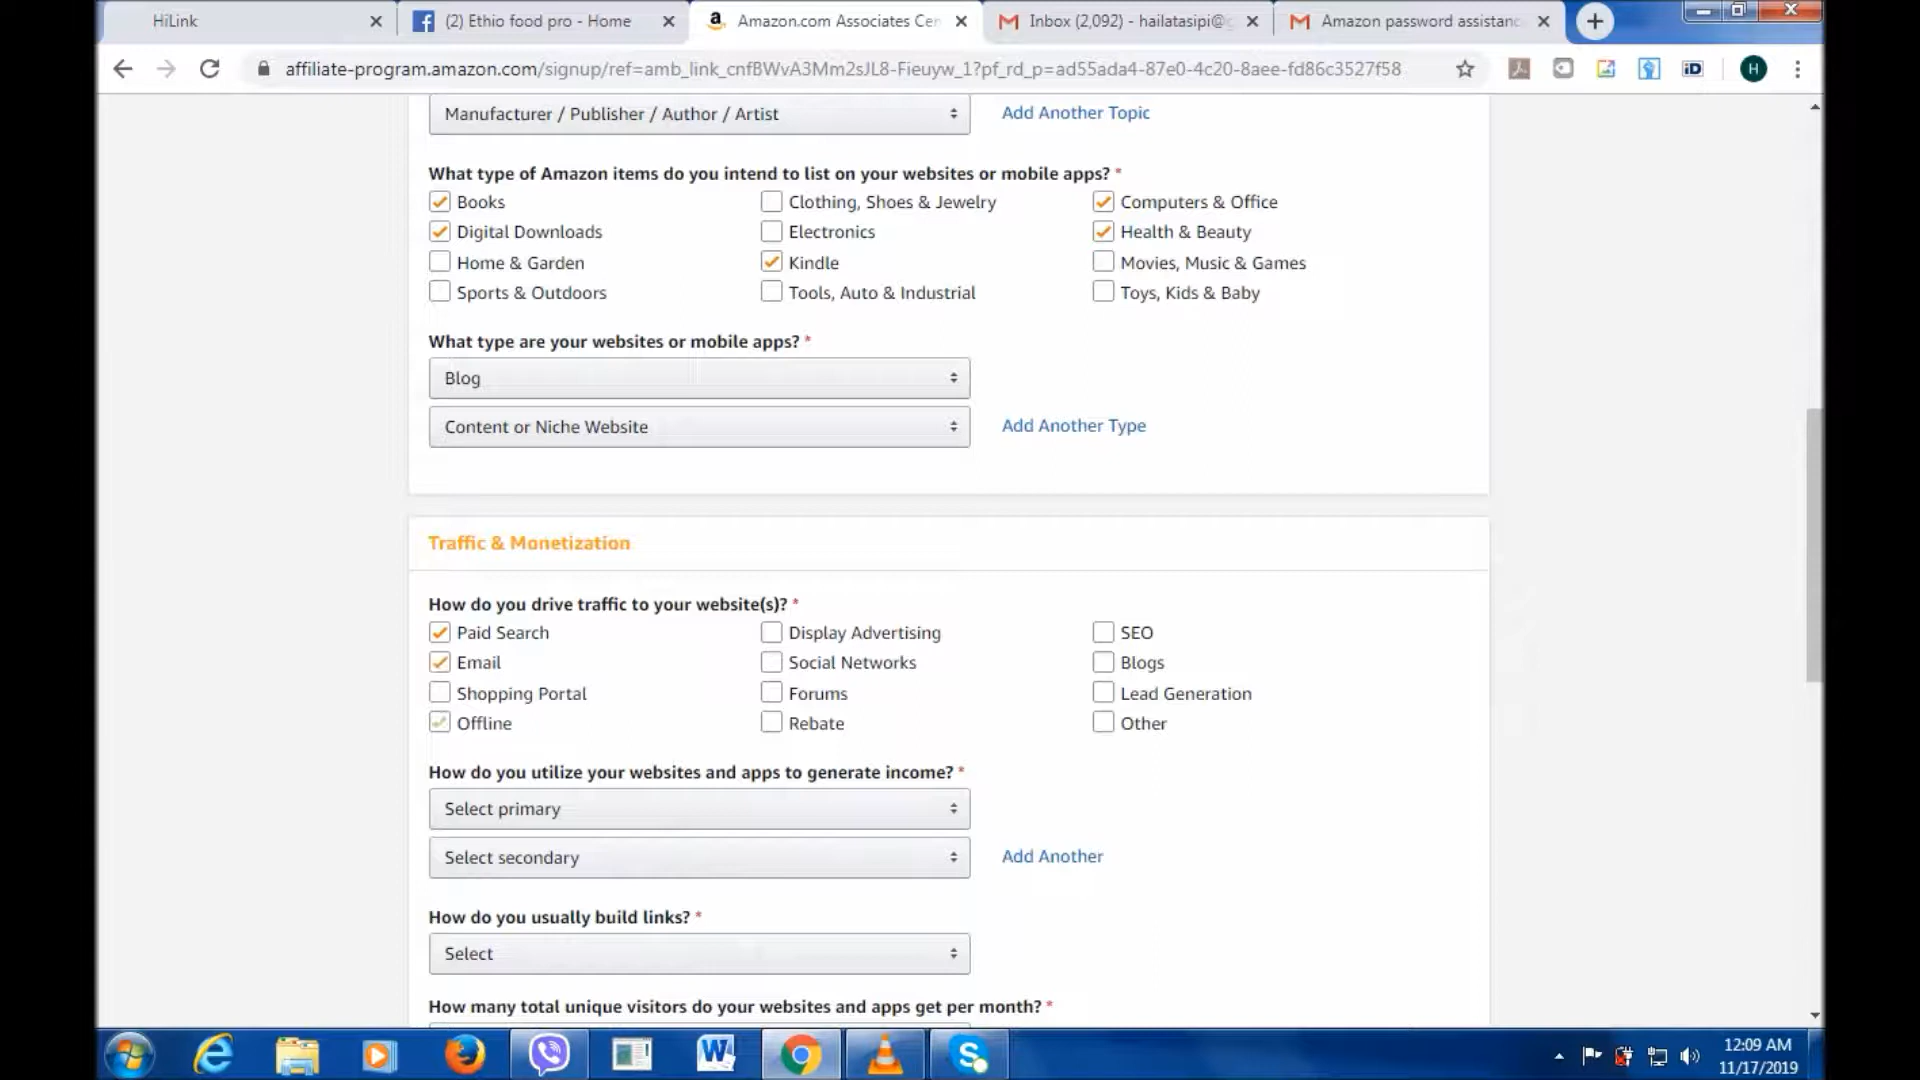 HiLink
(2) Ethio food pro - Home
Amazon.com Associates Cen
Inbox (2,092) - hailatasipi@g
Amazon password assistanc
affiliate-program.amazon.com/signup/ref=amb_link_cnfBWvA3Mm2sJL8-Fieuyw_1?pf_rd_p=ad55ada4-87e0-4c20-8aee-fd86c3527f58
iD
H
Manufacturer / Publisher / Author / Artist
Add Another Topic
What type of Amazon items do you intend to list on your websites or mobile apps? *
Books Clothing, Shoes & Jewelry Computers & Office
Digital Downloads Electronics Health & Beauty
Home & Garden Kindle Movies, Music & Games
Sports & Outdoors Tools, Auto & Industrial Toys, Kids & Baby
What type are your websites or mobile apps? *
Blog
Content or Niche Website
Add Another Type
Traffic & Monetization
How do you drive traffic to your website(s)? *
Paid Search Display Advertising SEO
Email Social Networks Blogs
Shopping Portal Forums Lead Generation
Offline Rebate Other
How do you utilize your websites and apps to generate income? *
Select primary
Select secondary
Add Another
How do you usually build links? *
Select
How many total unique visitors do your websites and apps get per month? *
12:09 AM
11/17/2019